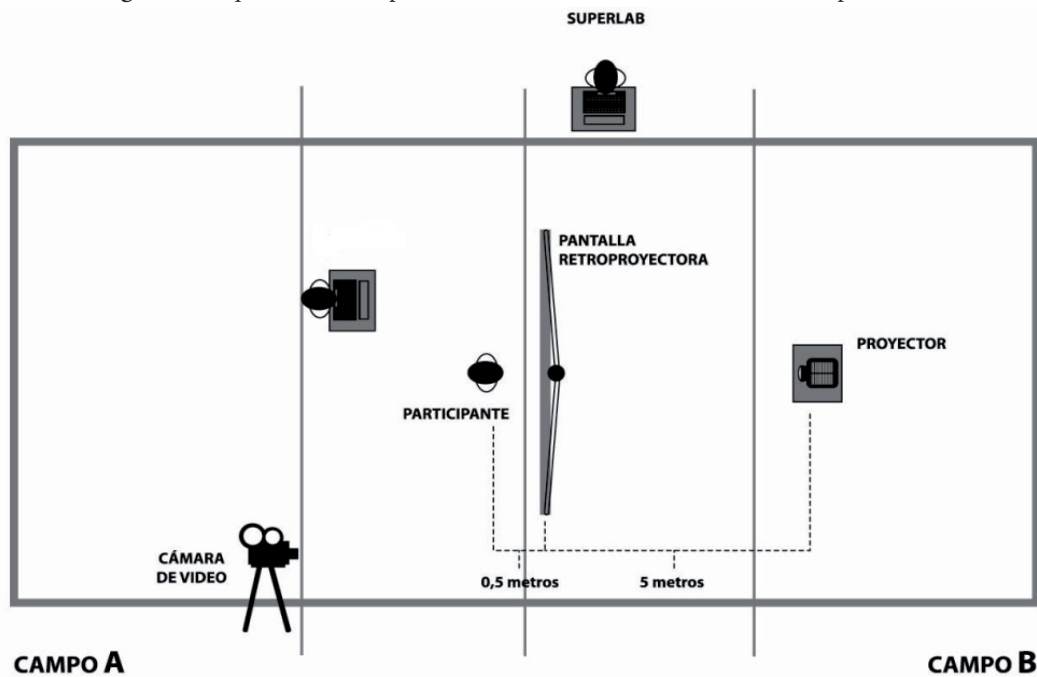 SUPERLAB
PANTALLA
RETROPROYECTORA
PROYECTOR
PARTICIPANTE
CÁMARA
DE VIDEO
0,5 metros
5 metros
CAMPO A
CAMPO B